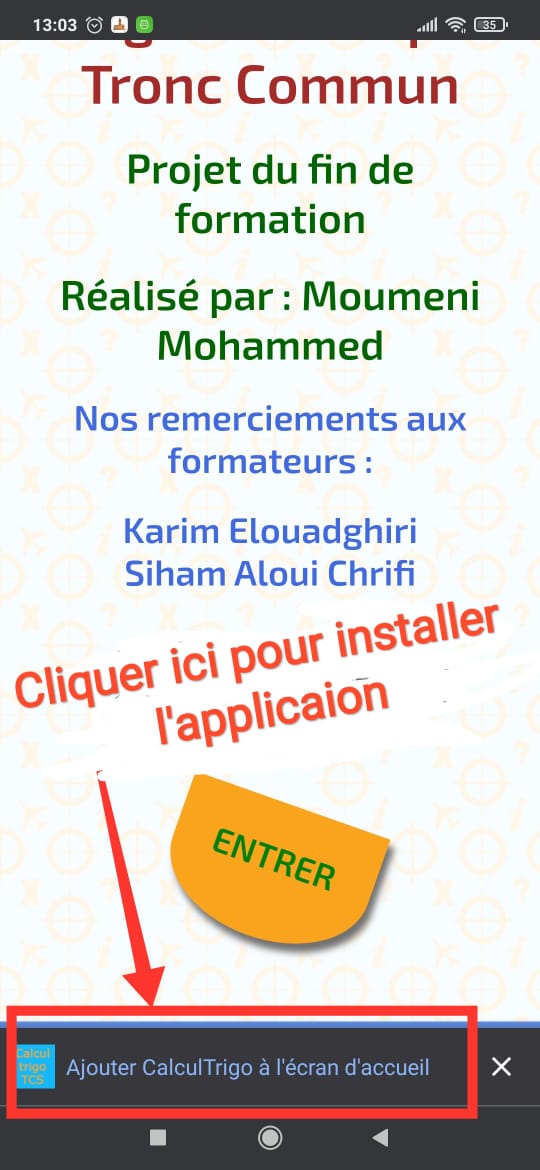 13:03
35
Tronc Commun
Projet du fin de
formation
Réalisé par : Moumeni
Mohammed
Nos remerciements aux
formateurs :
Karim Elouadghiri
Siham Aloui Chrifi
Cliquer ici pour installer
l'applicaion
ENTRER
Calcul
trigo
TCS
Ajouter CalculTrigo à l'écran d'accueil